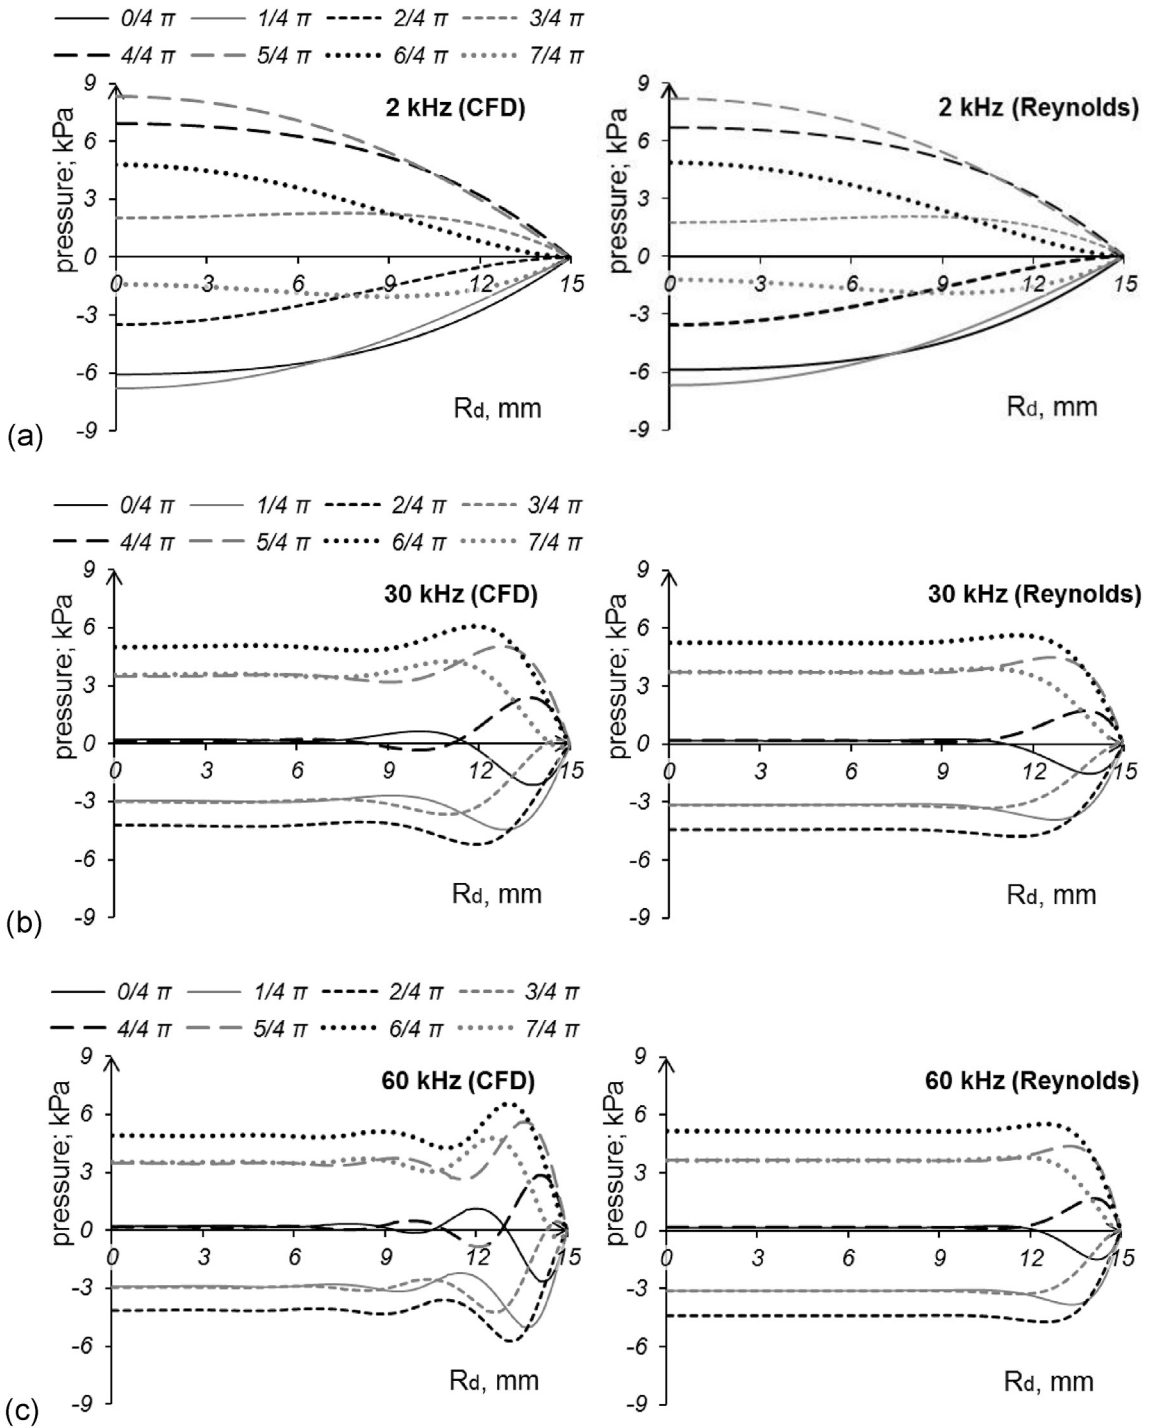 0/4 π 1/4 π 2/4 π 3/4 π
4/4 π 5/4 π 6/4 π 7/4 π
pressure; kPa
9
6
3
0
-3
-6
-9
2 kHz (CFD)
0 3 6 9 12 15
Rd, mm
pressure; kPa
9
6
3
0
-3
-6
-9
2 kHz (Reynolds)
0 3 6 9 12 15
Rd, mm
(a)
0/4 π 1/4 π 2/4 π 3/4 π
4/4 π 5/4 π 6/4 π 7/4 π
pressure; kPa
9
6
3
0
-3
-6
-9
30 kHz (CFD)
0 3 6 9 12 15
Rd, mm
pressure; kPa
9
6
3
0
-3
-6
-9
30 kHz (Reynolds)
0 3 6 9 12 15
Rd, mm
(b)
0/4 π 1/4 π 2/4 π 3/4 π
4/4 π 5/4 π 6/4 π 7/4 π
pressure; kPa
9
6
3
0
-3
-6
-9
60 kHz (CFD)
0 3 6 9 12 15
Rd, mm
pressure; kPa
9
6
3
0
-3
-6
-9
60 kHz (Reynolds)
0 3 6 9 12 15
Rd, mm
(c)